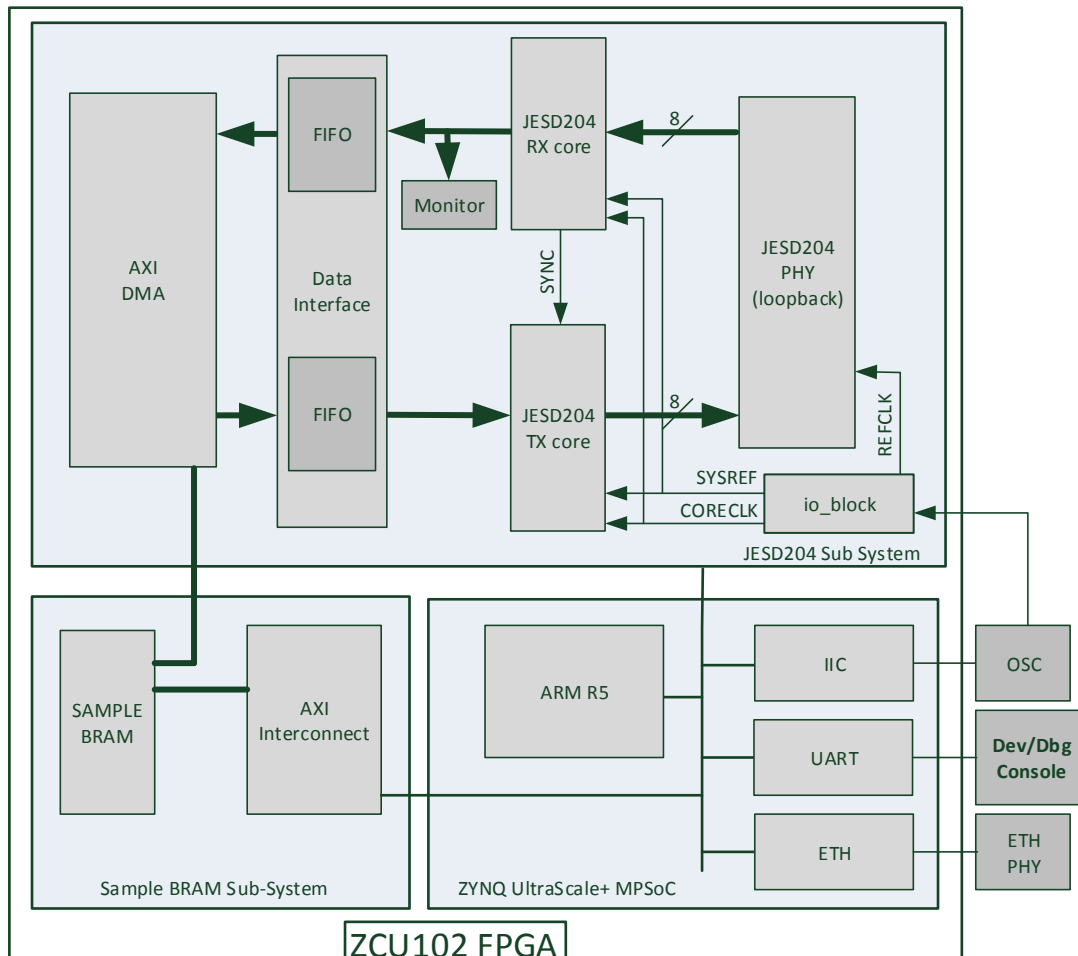 8
JESD204
RX core
FIFO
Monitor
JESD204
PHY
(loopback)
AXI
DMA
Data
Interface
SYNC
8
FIFO
JESD204
TX core
REFCLK
SYSREF
CORECLK
io_block
JESD204 Sub System
SAMPLE
BRAM
AXI
Interconnect
Sample BRAM Sub-System
ARM R5
IIC
UART
ETH
ZYNQ UltraScale+ MPSoC
OSC
Dev/Dbg
Console
ETH
PHY
ZCU102 FPGA